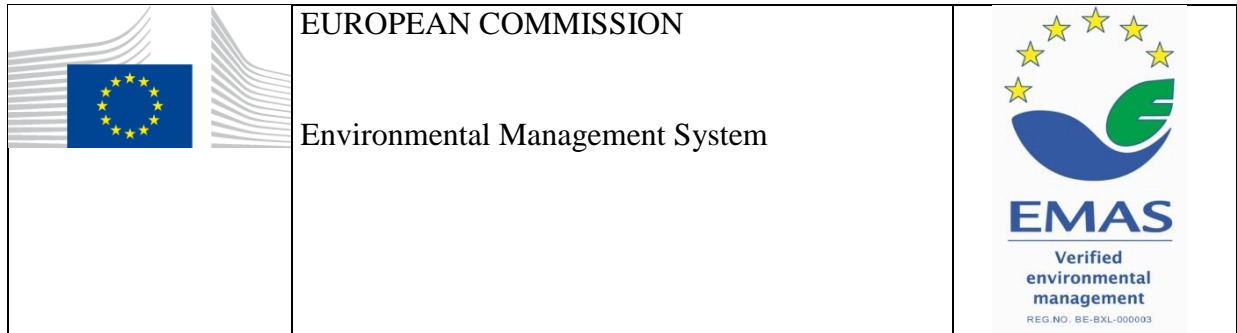 EUROPEAN COMMISSION
Environmental Management System
EMAS
Verified
environmental
management
REG.NO. BE-BXL-000003